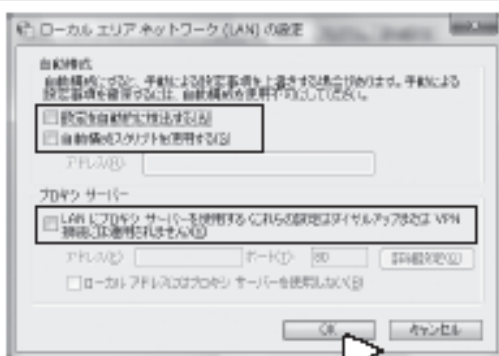 ローカル エリア ネットワーク (LAN) の設定
自動構成
自動構成にすると、手動による設定事項を上書きする場合があります。手動による
設定事項を確保するには、自動構成を使用不可にしてください。
設定を自動的に検出する(A)
自動構成スクリプトを使用する(S)
アドレス(R):
プロキシ サーバー
LAN にプロキシ サーバーを使用する (これらの設定はダイヤルアップまたは VPN
接続には適用されません)(X)
アドレス(E): ポート(T): 80 詳細設定(C)
ローカル アドレスにはプロキシ サーバーを使用しない(B)
OK キャンセル